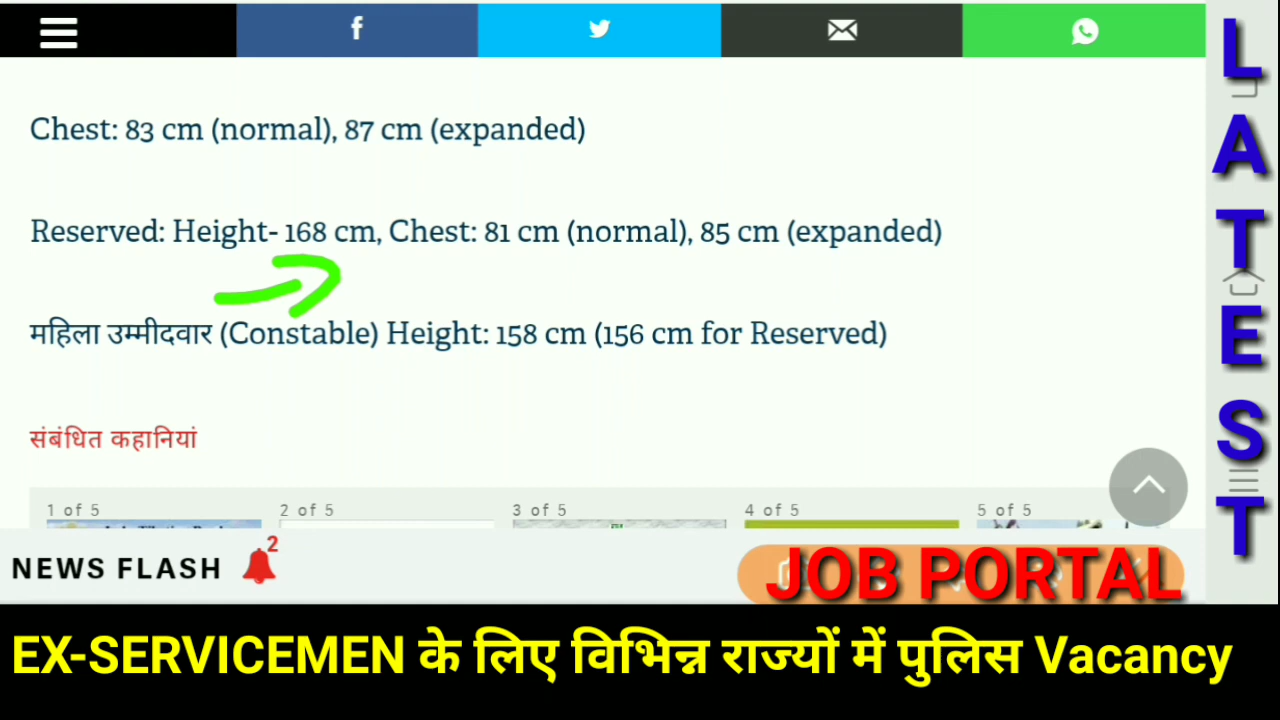 Chest: 83 cm (normal), 87 cm (expanded)
Reserved: Height- 168 cm, Chest: 81 cm (normal), 85 cm (expanded)
महिला उम्मीदवार (Constable) Height: 158 cm (156 cm for Reserved)
संबंधित कहानियां
1 of 5
2 of 5
3 of 5
4 of 5
5 of 5
NEWS FLASH 2
JOB PORTAL
LATEST
EX-SERVICEMEN के लिए विभिन्न राज्यों में पुलिस Vacancy